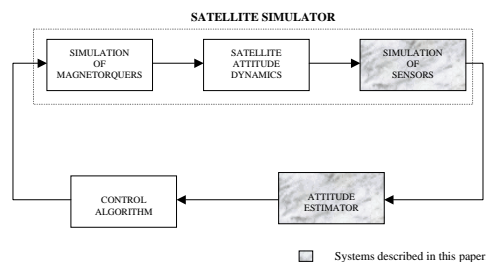 SATELLITE SIMULATOR
SIMULATION
OF
MAGNETORQUERS
SATELLITE
ATTITUDE
DYNAMICS
SIMULATION
OF
SENSORS
CONTROL
ALGORITHM
ATTITUDE
ESTIMATOR
Systems described in this paper